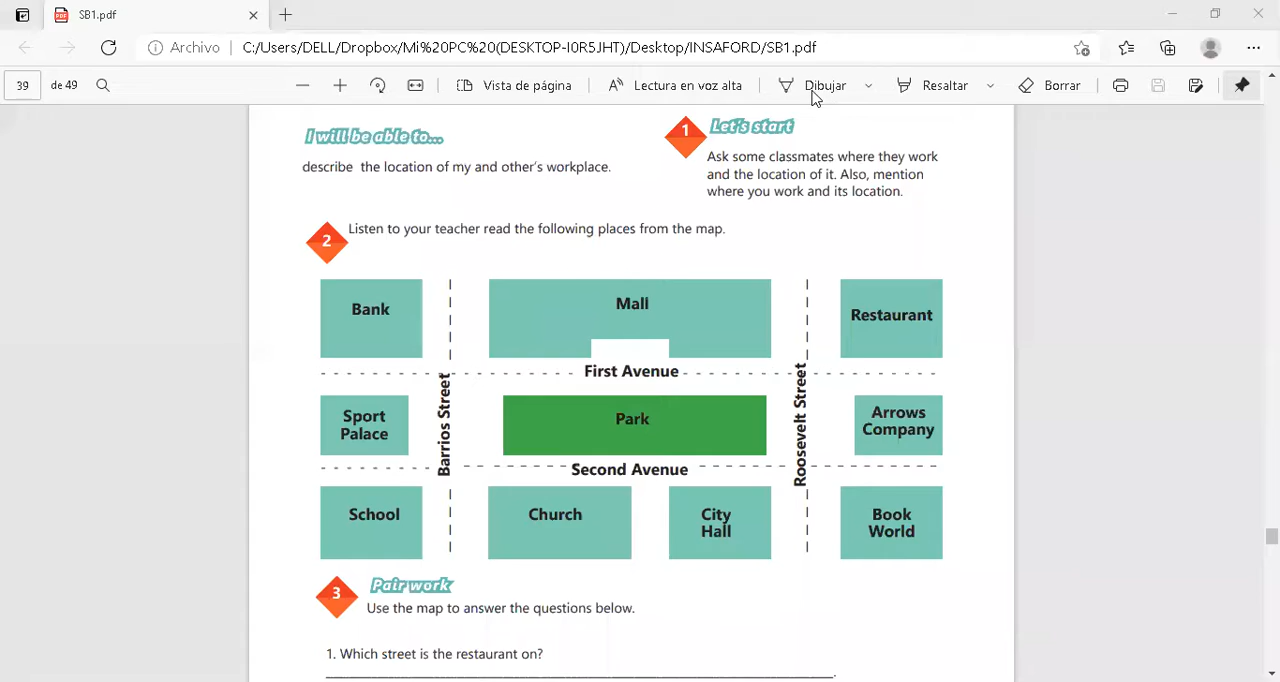 SB1.pdf
Archivo
C:/Users/DELL/Dropbox/Mi%20PC%20(DESKTOP-I0R5JHT)/Desktop/INSAFORD/SB1.pdf
39 de 49
Vista de página
Lectura en voz alta
Dibujar
Resaltar
Borrar
I will be able to...
describe the location of my and other's workplace.
1
Let's start
Ask some classmates where they work
and the location of it. Also, mention
where you work and its location.
2
Listen to your teacher read the following places from the map.
Bank
Mall
Restaurant
First Avenue
Barrios Street
Roosevelt Street
Sport
Palace
Park
Arrows
Company
Second Avenue
School
Church
City
Hall
Book
World
3
Pair work
Use the map to answer the questions below.
1. Which street is the restaurant on?